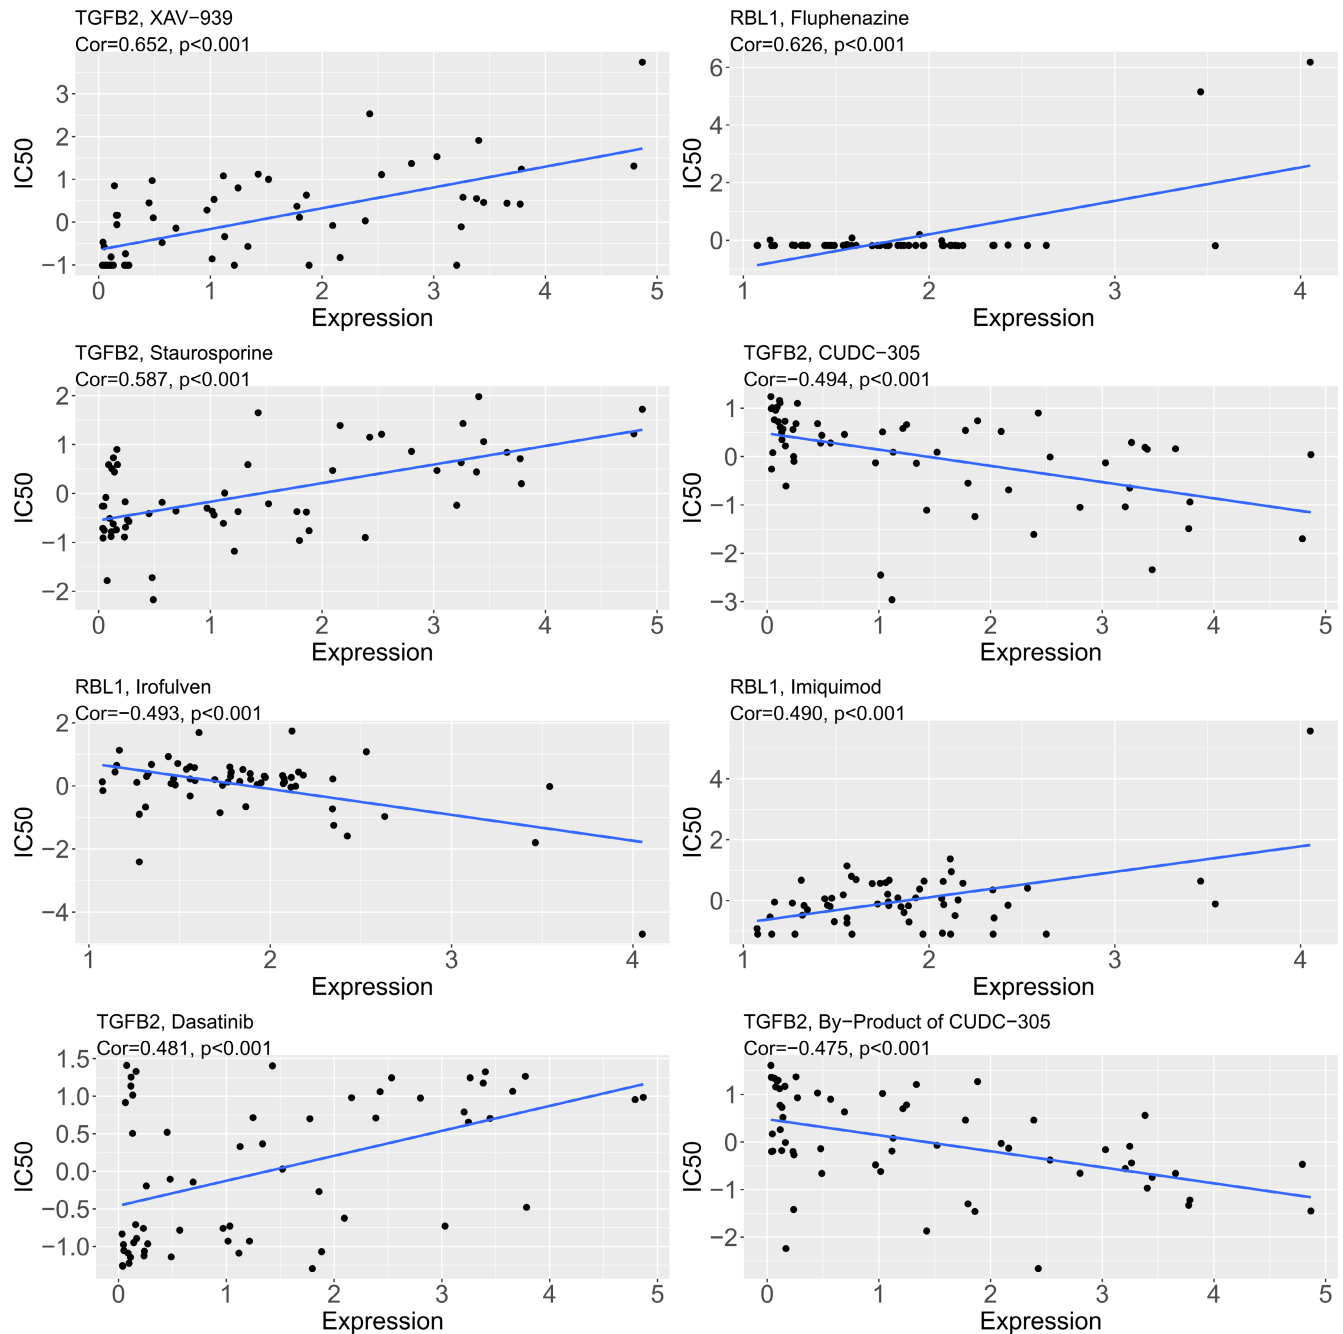 TGFB2, XAV−939
Cor=0.652, p<0.001
3
2
1
0
−1
IC50
0 1 2 3 4 5
Expression
RBL1, Fluphenazine
Cor=0.626, p<0.001
6
4
2
0
IC50
1 2 3 4
Expression
TGFB2, Staurosporine
Cor=0.587, p<0.001
2
1
0
−1
−2
IC50
0 1 2 3 4 5
Expression
TGFB2, CUDC−305
Cor=−0.494, p<0.001
1
0
−1
−2
−3
IC50
0 1 2 3 4 5
Expression
RBL1, Irofulven
Cor=−0.493, p<0.001
2
0
−2
−4
IC50
1 2 3 4
Expression
RBL1, Imiquimod
Cor=0.490, p<0.001
4
2
0
IC50
1 2 3 4
Expression
TGFB2, Dasatinib
Cor=0.481, p<0.001
1.5
1.0
0.5
0.0
−0.5
−1.0
IC50
0 1 2 3 4 5
Expression
TGFB2, By−Product of CUDC−305
Cor=−0.475, p<0.001
1
0
−1
−2
IC50
0 1 2 3 4 5
Expression